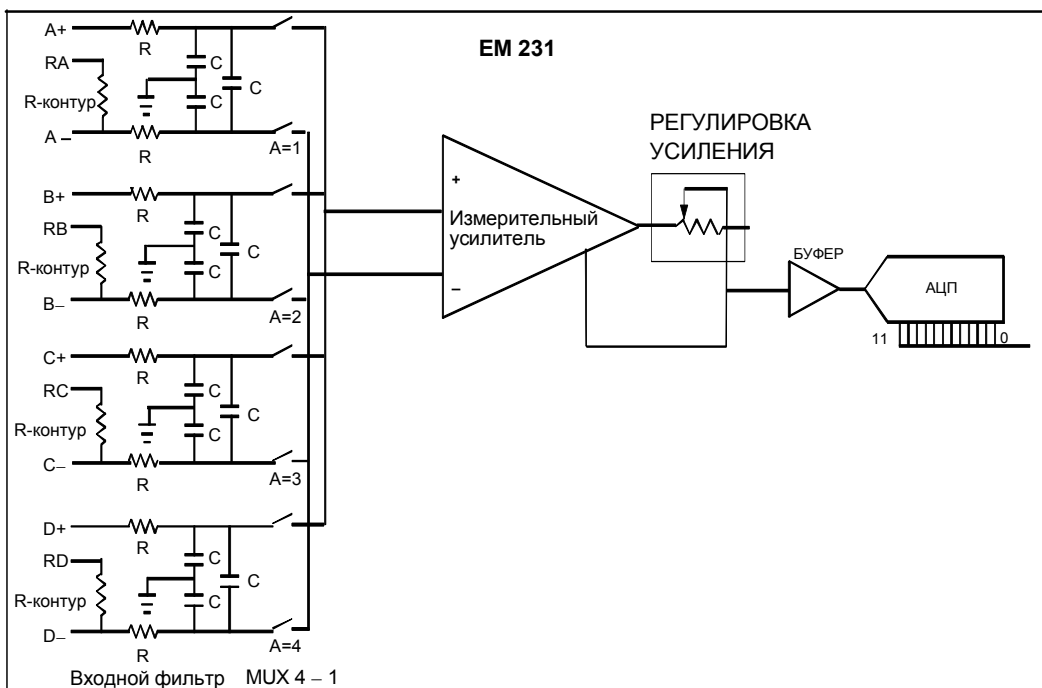 EM 231
A+
R
C
RA
C
R-контур
C
A –
R
A=1
B+
R
C
RB
C
R-контур
C
B–
R
A=2
C+
R
C
RC
C
R-контур
C
C–
R
A=3
D+
R
C
RD
C
R-контур
C
D–
R
A=4
Входной фильтр MUX 4 – 1
+
Измерительный
усилитель
–
РЕГУЛИРОВКА
УСИЛЕНИЯ
БУФЕР
АЦП
11 0